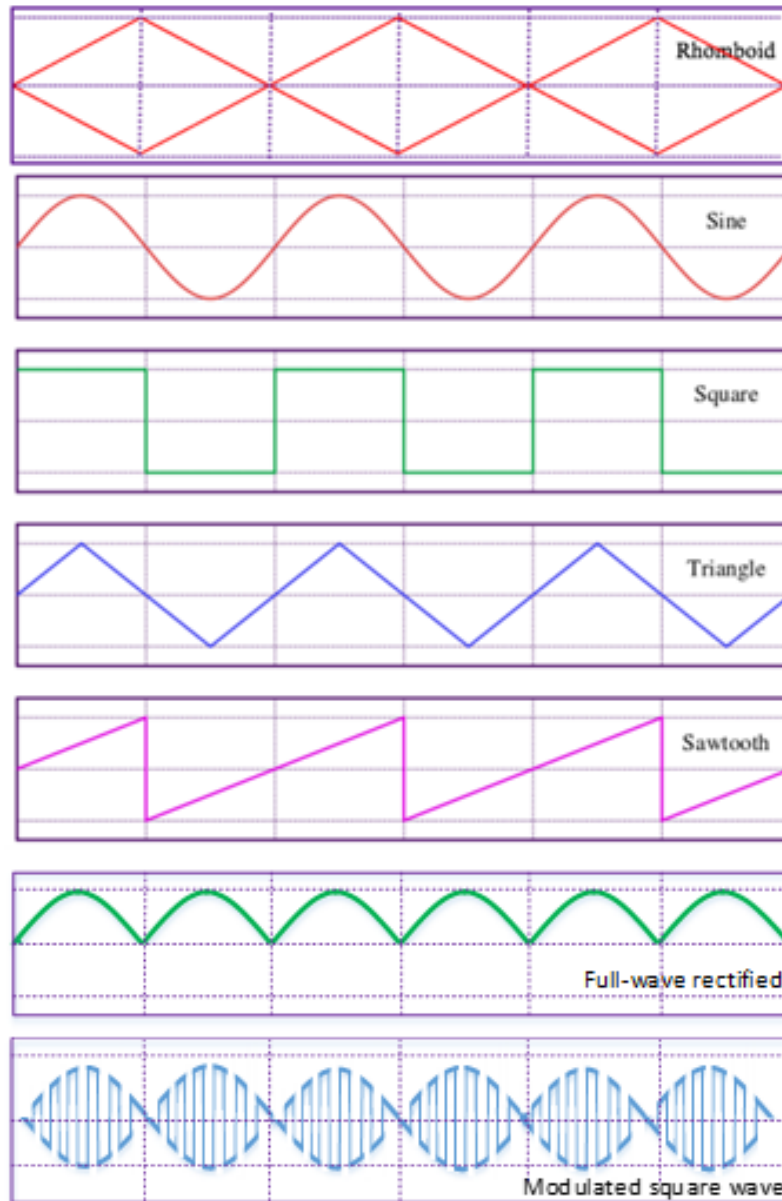 Rhomboid
Sine
Square
Triangle
Sawtooth
Full-wave rectified
Modulated square wave